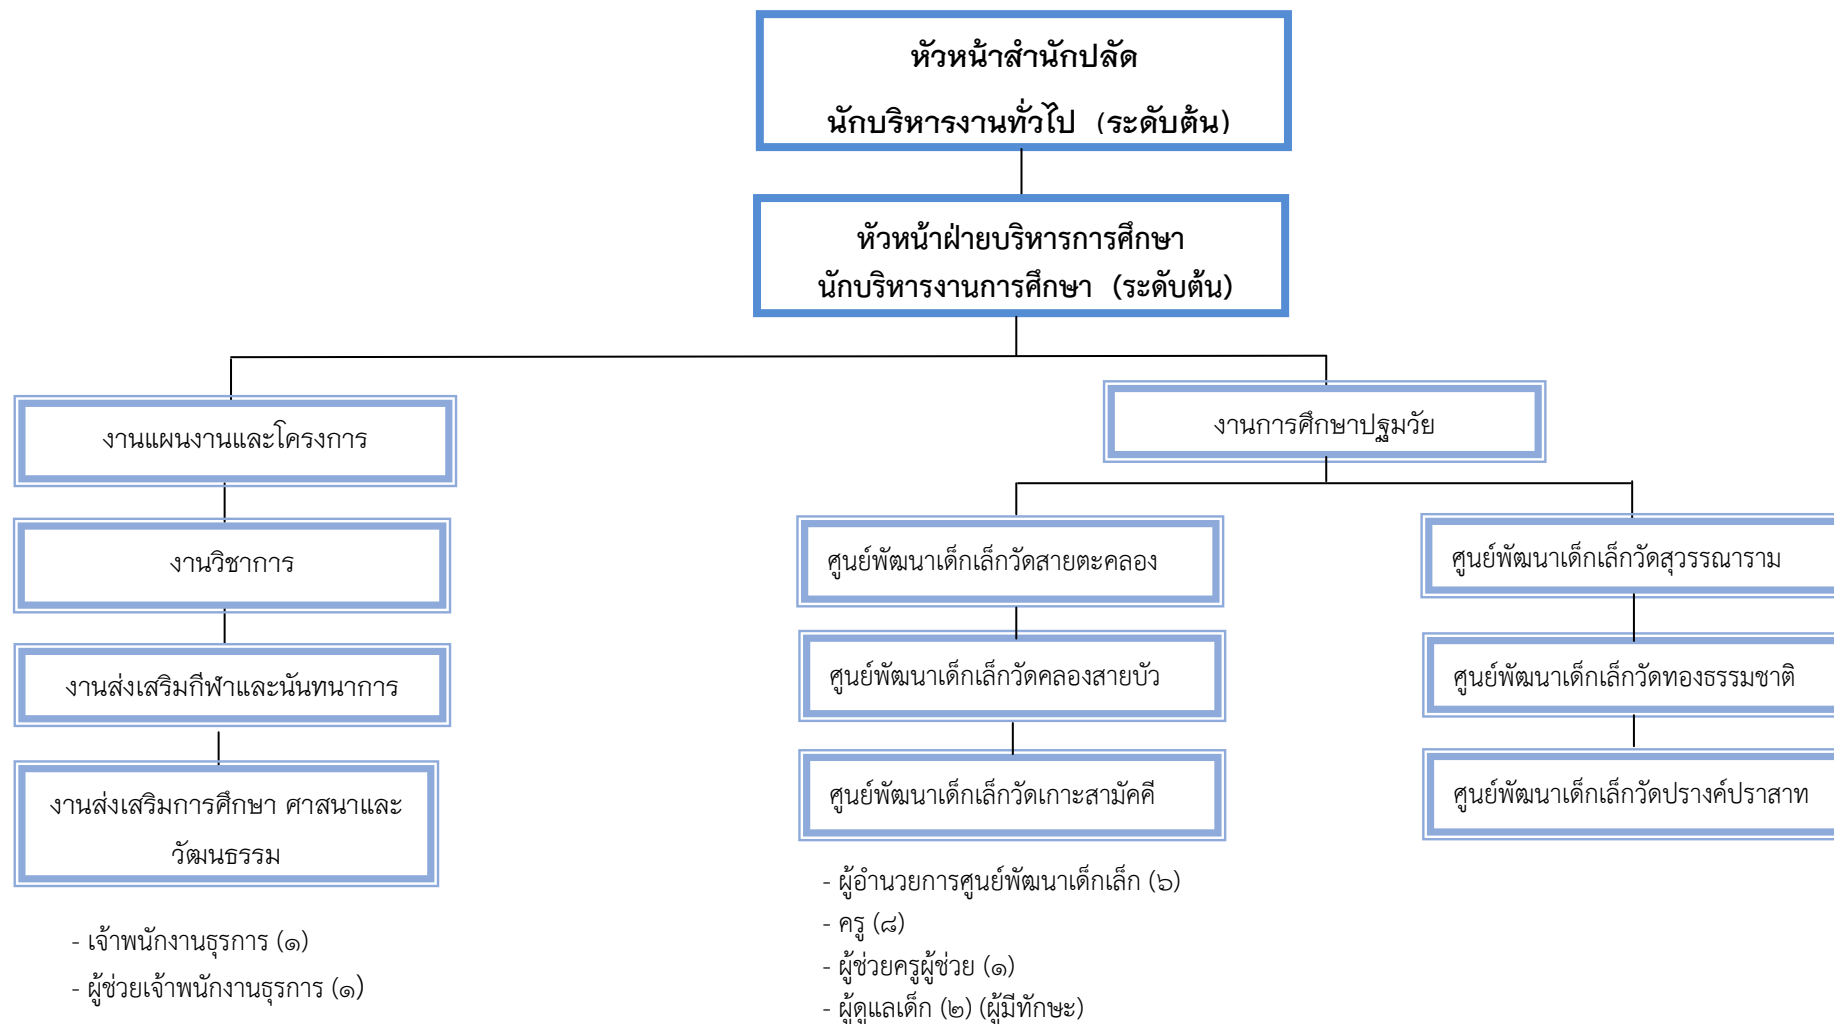 หัวหน้าสำนักปลัด
นักบริหารงานทั่วไป (ระดับต้น)
หัวหน้าฝ่ายบริหารการศึกษา
นักบริหารงานการศึกษา (ระดับต้น)
งานแผนงานและโครงการ
งานวิชาการ
งานส่งเสริมกีฬาและนันทนาการ
งานส่งเสริมการศึกษา ศาสนาและ
วัฒนธรรม
- เจ้าพนักงานธุรการ (๑)
- ผู้ช่วยเจ้าพนักงานธุรการ (๑)
งานการศึกษาปฐมวัย
ศูนย์พัฒนาเด็กเล็กวัดสายตะคลอง
ศูนย์พัฒนาเด็กเล็กวัดคลองสายบัว
ศูนย์พัฒนาเด็กเล็กวัดเกาะสามัคคี
- ผู้อำนวยการศูนย์พัฒนาเด็กเล็ก (๖)
- ครู (๘)
- ผู้ช่วยครูผู้ช่วย (๑)
- ผู้ดูแลเด็ก (๒) (ผู้มีทักษะ)
ศูนย์พัฒนาเด็กเล็กวัดสุวรรณาราม
ศูนย์พัฒนาเด็กเล็กวัดทองธรรมชาติ
ศูนย์พัฒนาเด็กเล็กวัดปรางค์ปราสาท